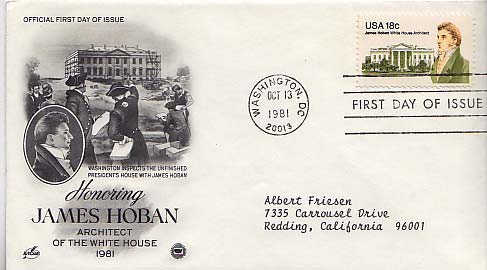 OFFICIAL FIRST DAY OF ISSUE
USA 18c
James Hoban White House Architect
WASHINGTON, DC
OCT 13
1981
20013
FIRST DAY OF ISSUE
WASHINGTON INSPECTS THE UNFINISHED
PRESIDENT'S HOUSE WITH JAMES HOBAN
Honoring
JAMES HOBAN
ARCHITECT
OF THE WHITE HOUSE
1981
Albert Friesen
7335 Carrousel Drive
Redding, California 96001